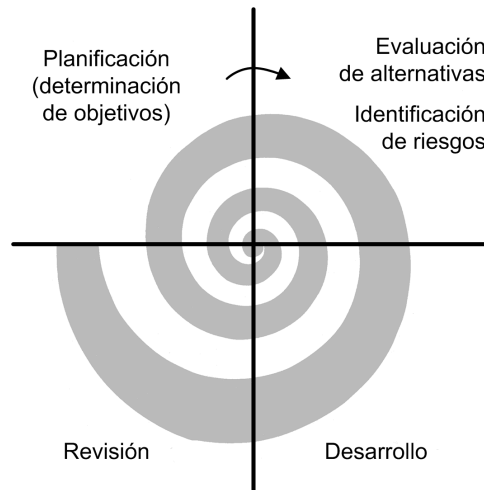 Planificación
(determinación
de objetivos)
Evaluación
de alternativas
Identificación
de riesgos
Revisión
Desarrollo